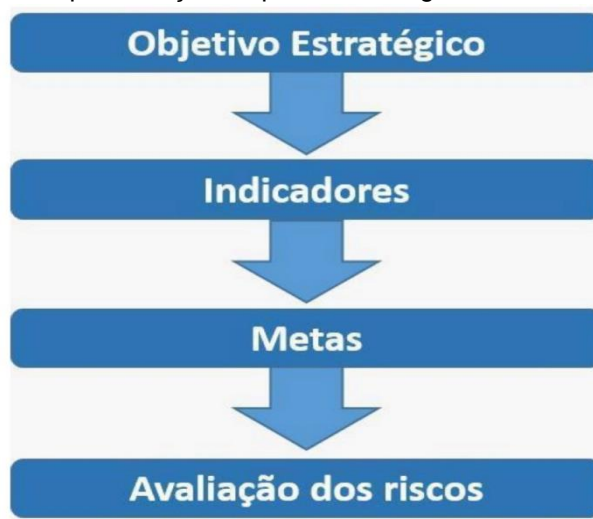 Objetivo Estratégico
Indicadores
Metas
Avaliação dos riscos